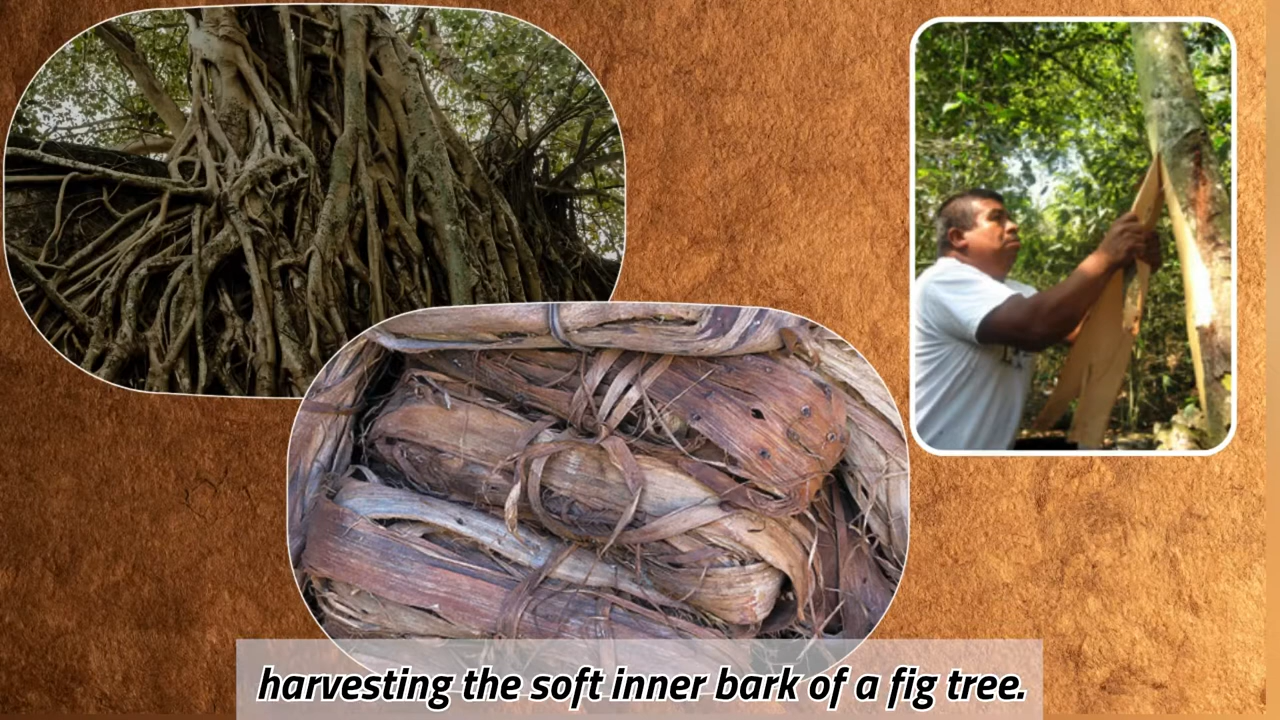 harvesting the soft inner bark of a fig tree.